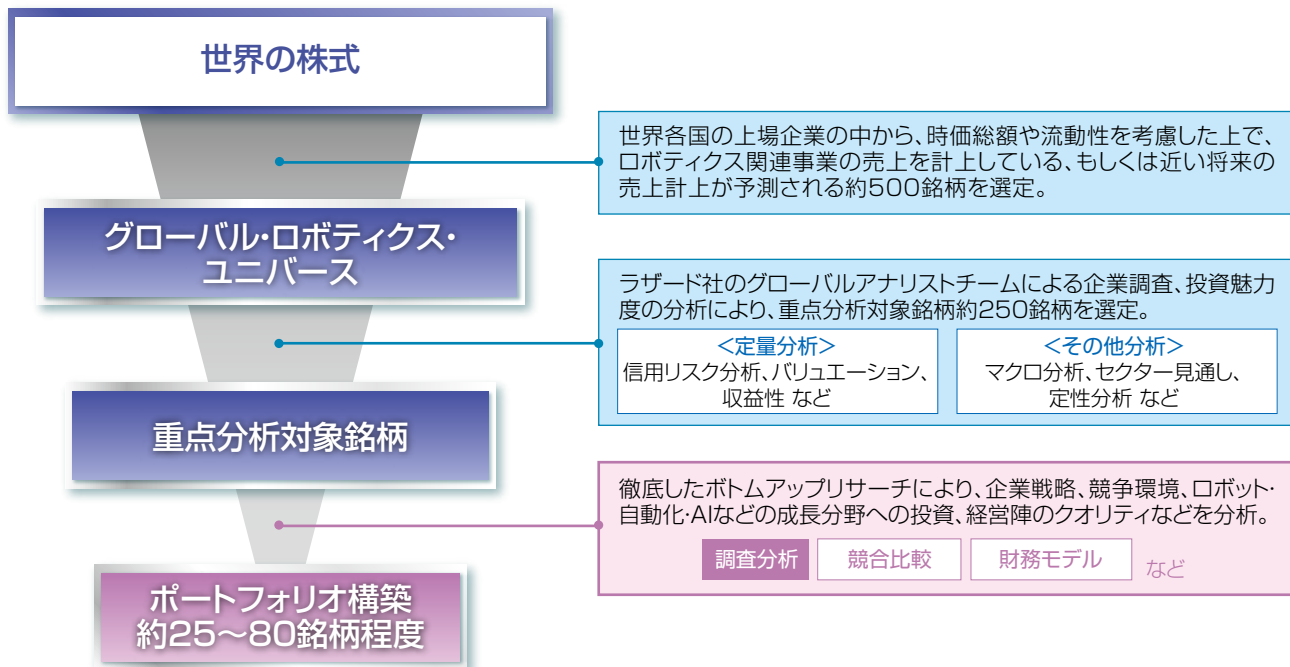 世界の株式
世界各国の上場企業の中から、時価総額や流動性を考慮した上で、
ロボティクス関連事業の売上を計上している、もしくは近い将来の
売上計上が予測される約500銘柄を選定。
グローバル・ロボティクス・
ユニバース
ラザード社のグローバルアナリストチームによる企業調査、投資魅力
度の分析により、重点分析対象銘柄約250銘柄を選定。
<定量分析>
信用リスク分析、バリュエーション、
収益性 など
<その他分析>
マクロ分析、セクター見通し、
定性分析 など
重点分析対象銘柄
徹底したボトムアップリサーチにより、企業戦略、競争環境、ロボット・
自動化・AIなどの成長分野への投資、経営陣のクオリティなどを分析。
調査分析
競合比較
財務モデル
など
ポートフォリオ構築
約25～80銘柄程度